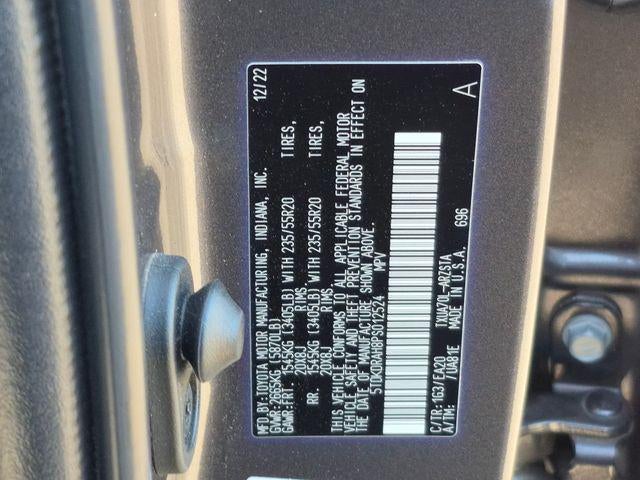 MFD.BY:TOYOTA MOTOR MANUFACTURING, INDIANA, INC. 12/22
GVWR:2665KG(5870LB)
GAWR:FRT. 1545KG(3405LB)WITH 235/55R20 TIRES,
20X8J RIMS,
RR. 1545KG(3405LB)WITH 235/55R20 TIRES,
20X8J RIMS,
THIS VEHICLE CONFORMS TO ALL APPLICABLE FEDERAL MOTOR
VEHICLE SAFETY AND THEFT PREVENTION STANDARDS IN EFFECT ON
THE DATE OF MANUFACTURE SHOWN ABOVE.
5TDKDRAH8PS012524 MPV
C/TR:1G3/EA20 TXUA70L-ARZSTA
A/TM: /UA81E M.I.N U.S.A. 696
A